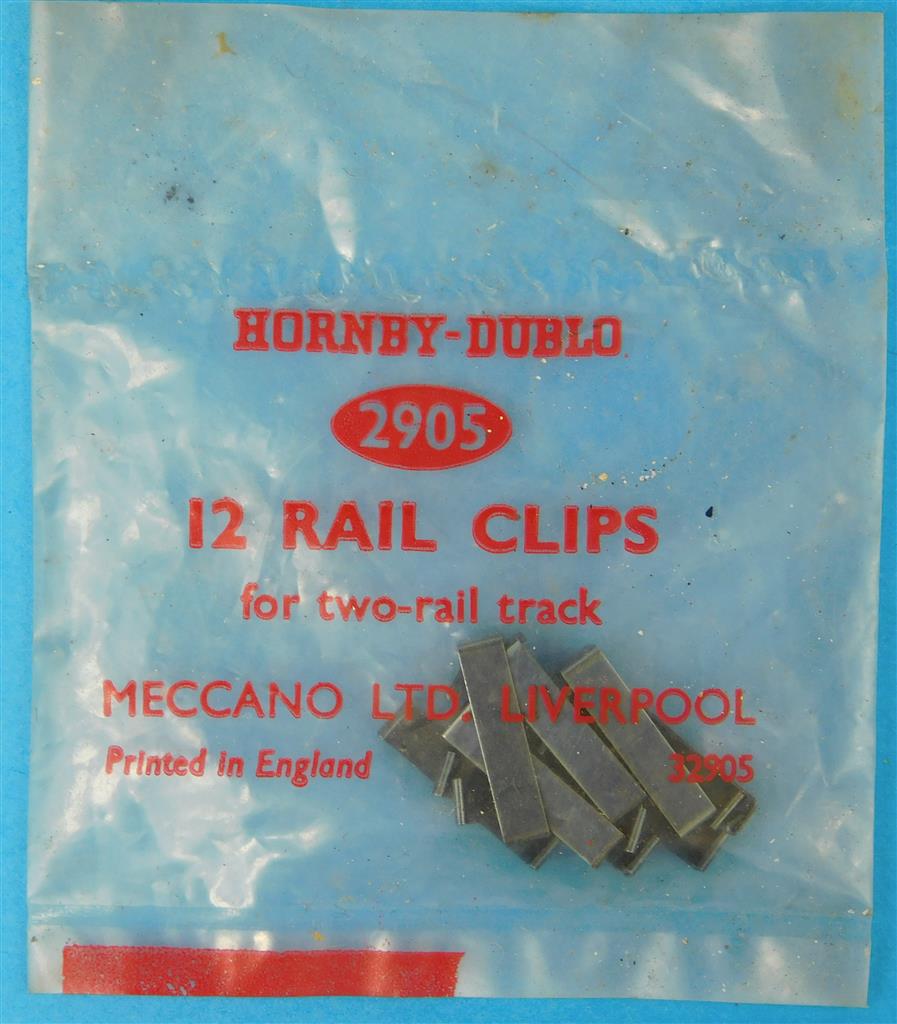 HORNBY-DUBLO
2905
12 RAIL CLIPS
for two-rail track
MECCANO LTD. LIVERPOOL
Printed in England 32905